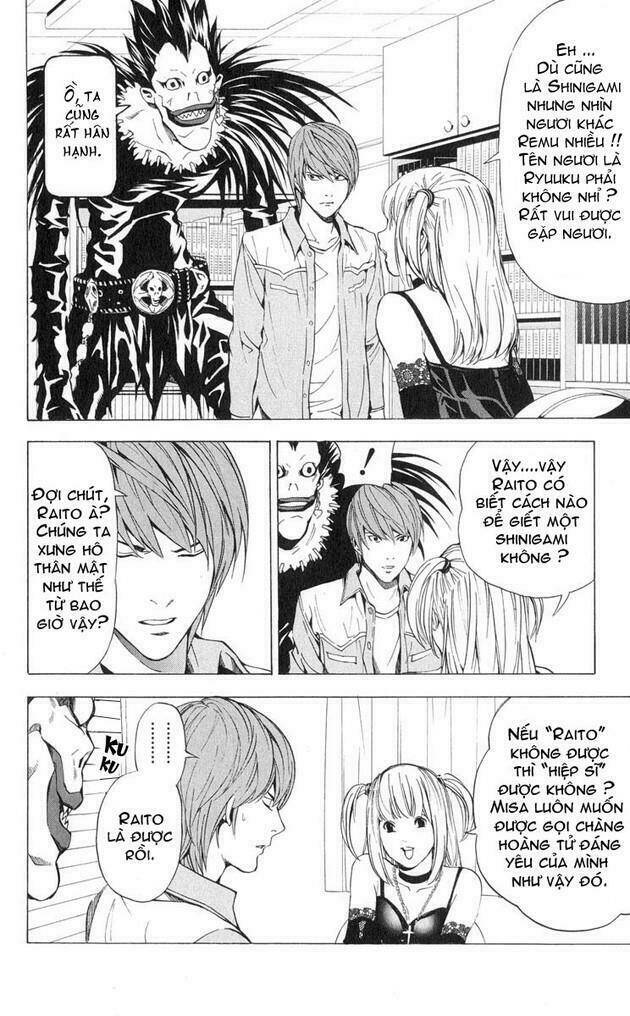 Eh ...
Dù cũng
là Shinigami
nhưng nhìn
ngươi khác
Remu nhiều !!
Tên ngươi là
Ryuuku phải
không nhỉ ?
Rất vui được
gặp ngươi.
Ồ, ta
cũng
rất hân
hạnh.
!
Vậy....vậy
Raito có
biết cách nào
để giết một
shinigami
không ?
Đợi chút,
Raito à?
Chúng ta
xưng hô
thân mật
như thế
từ bao
giờ vậy?
Nếu "Raito"
không được
thì "hiệp sĩ"
được không ?
Misa luôn muốn
được gọi chàng
hoàng tử đáng
yêu của mình
như vậy đó.
........
Raito
là được
rồi.
Ku
Ku